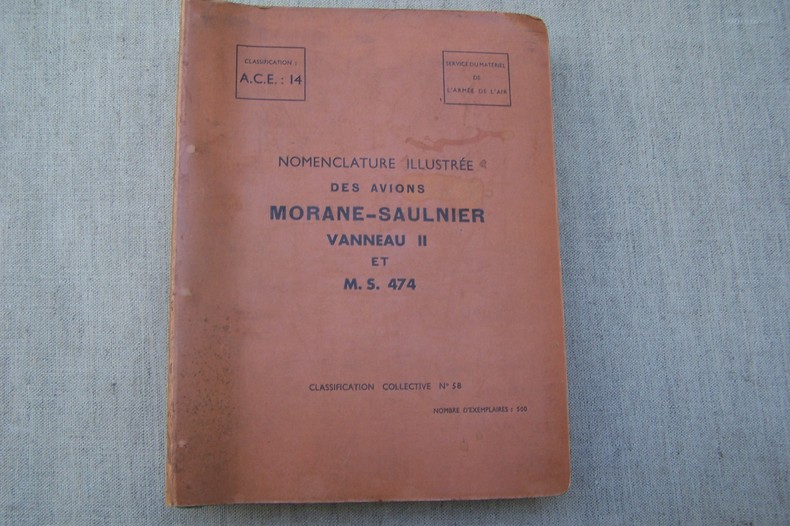 CLASSIFICATION :
A.C.E. : 14
SERVICE DU MATERIEL
DE
L'ARMÉE DE L'AIR
NOMENCLATURE ILLUSTRÉE
DES AVIONS
MORANE-SAULNIER
VANNEAU II
ET
M. S. 474
CLASSIFICATION COLLECTIVE N° 58
NOMBRE D'EXEMPLAIRES : 500